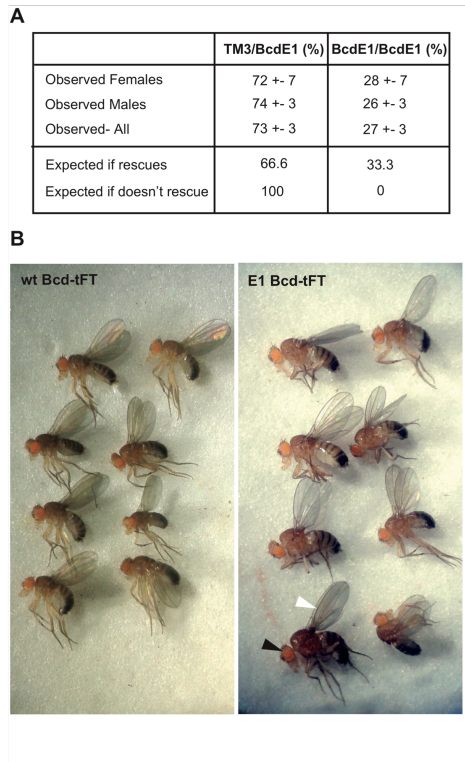 A
TM3/BcdE1 (%) BcdE1/BcdE1 (%)
Observed Females 72 +- 7 28 +- 7
Observed Males 74 +- 3 26 +- 3
Observed- All 73 +- 3 27 +- 3
Expected if rescues 66.6 33.3
Expected if doesn't rescue 100 0
B
wt Bcd-tFT
E1 Bcd-tFT